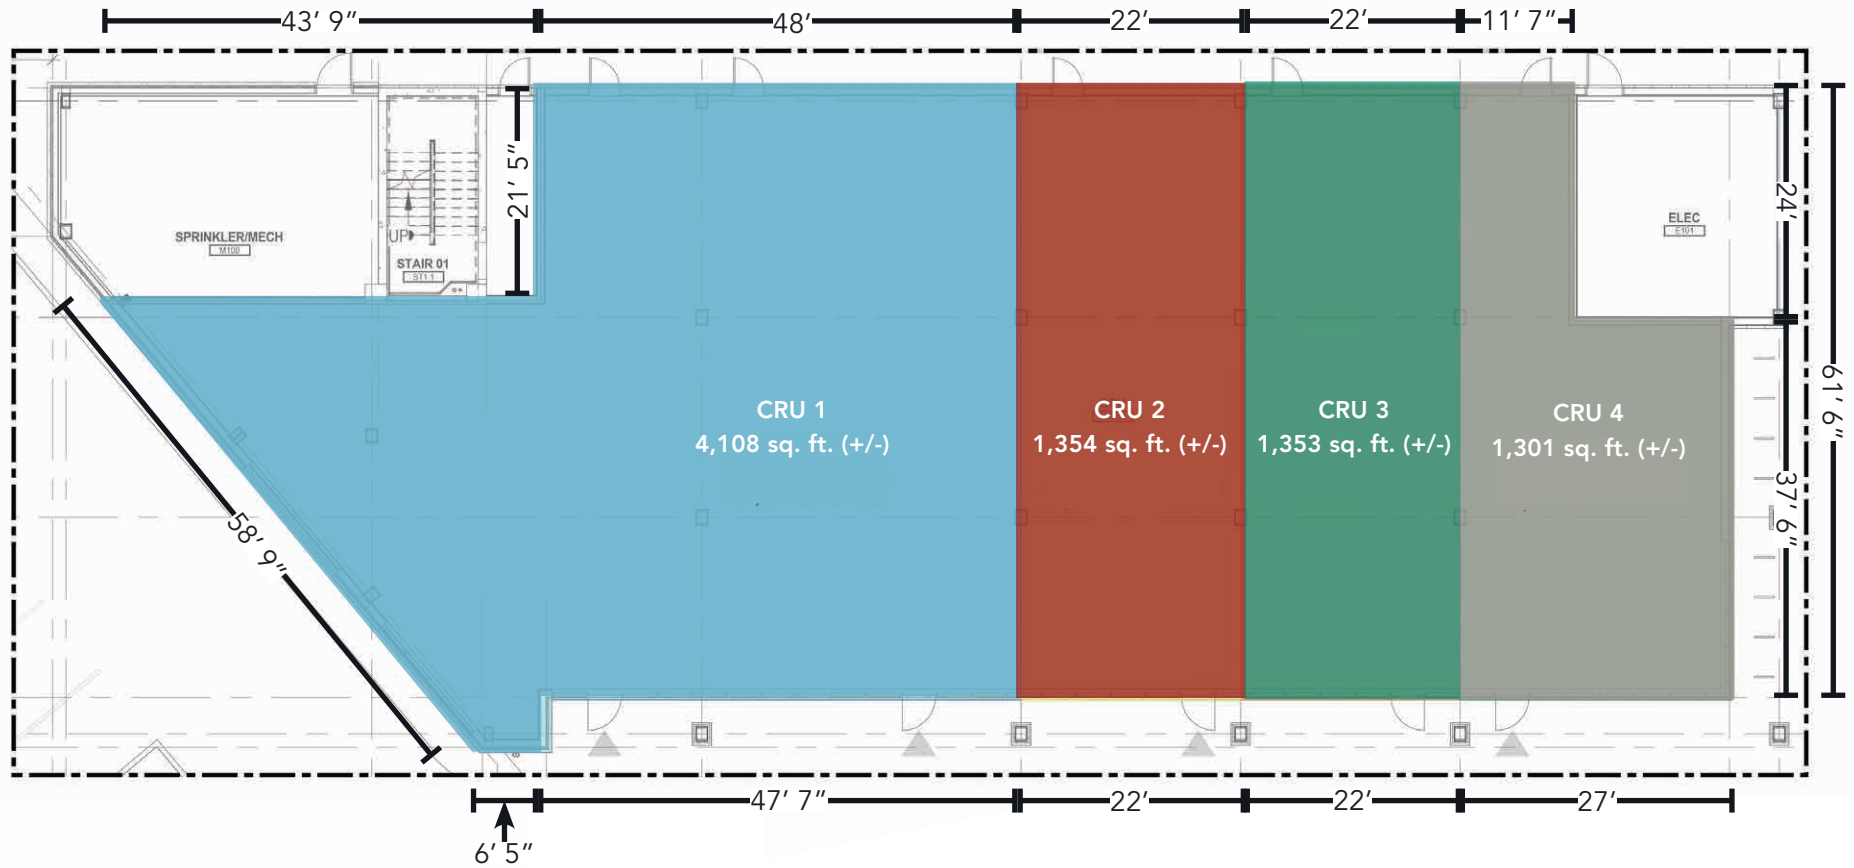 43' 9"
48'
22'
22'
11' 7"
21' 5"
24'
SPRINKLER/MECH
M100
UP
STAIR 01
ST1.1
ELEC
E101
61' 6"
CRU 1
4,108 sq. ft. (+/-)
CRU 2
1,354 sq. ft. (+/-)
CRU 3
1,353 sq. ft. (+/-)
CRU 4
1,301 sq. ft. (+/-)
37' 6"
58' 9"
47' 7"
22'
22'
27'
6' 5"